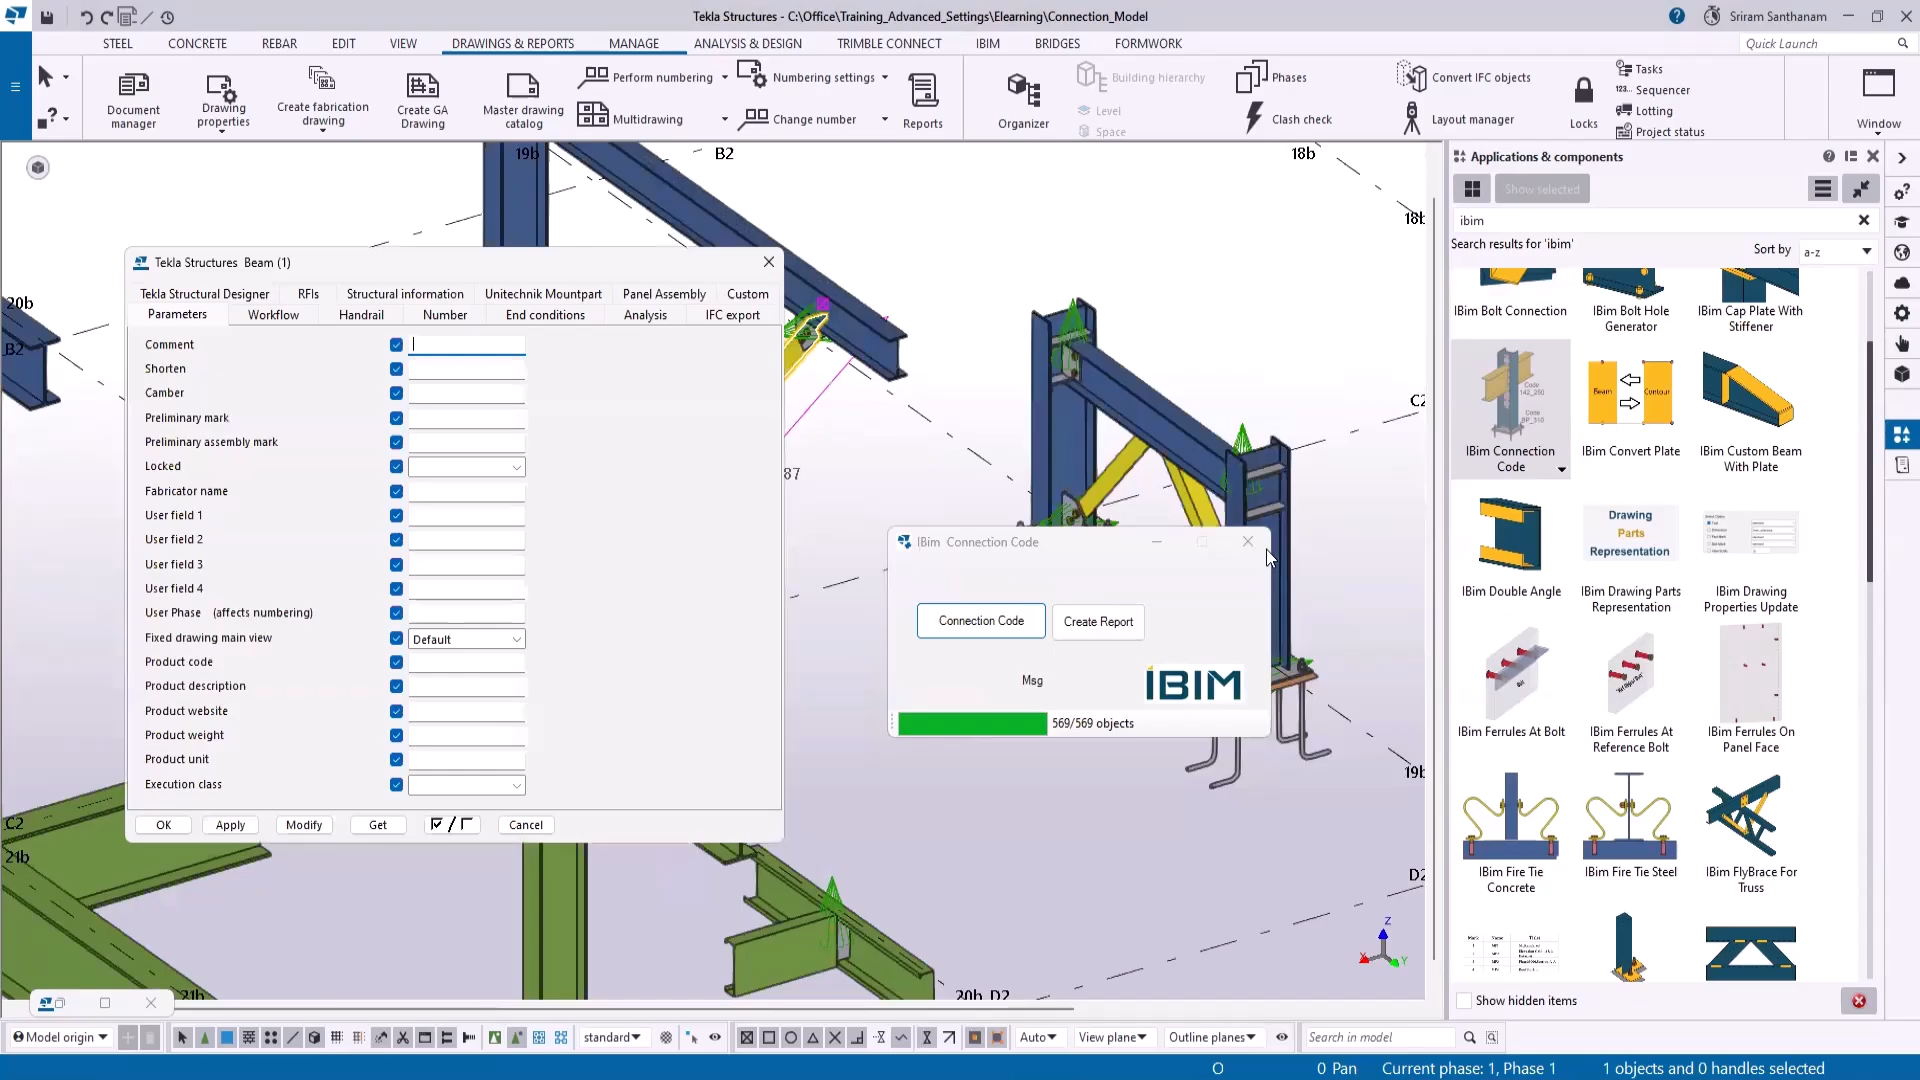 Tekla Structures - C:\Office\Training_Advanced_Settings\Elearning\Connection_Model
Sriram Santhanam
STEEL CONCRETE REBAR EDIT VIEW DRAWINGS & REPORTS MANAGE ANALYSIS & DESIGN TRIMBLE CONNECT IBIM BRIDGES FORMWORK
Quick Launch
Document manager
Drawing properties
Create fabrication drawing
Create GA Drawing
Master drawing catalog
Perform numbering
Multidrawing
Numbering settings
Change number
Reports
Organizer
Building hierarchy
Level
Space
Phases
Clash check
Convert IFC objects
Layout manager
Locks
Tasks
Sequencer
Lotting
Project status
Window
19b
B2
18b
18b
20b
B2
C2
87
19b
C2
21b
D2
21b
20b D2
Z
X
Y
Tekla Structures Beam (1)
Tekla Structural Designer RFIs Structural information Unitechnik Mountpart Panel Assembly Custom
Parameters Workflow Handrail Number End conditions Analysis IFC export
Comment
Shorten
Camber
Preliminary mark
Preliminary assembly mark
Locked
Fabricator name
User field 1
User field 2
User field 3
User field 4
User Phase (affects numbering)
Fixed drawing main view Default
Product code
Product description
Product website
Product weight
Product unit
Execution class
OK Apply Modify Get / Cancel
IBim Connection Code
Connection Code Create Report
Msg
IBIM
569/569 objects
Applications & components
Show selected
ibim
Search results for 'ibim'
Sort by a-z
IBim Bolt Connection
IBim Bolt Hole Generator
IBim Cap Plate With Stiffener
Code
142_250
Code
BP_310
IBim Connection Code
Beam
Contour
IBim Convert Plate
IBim Custom Beam With Plate
IBim Double Angle
Drawing
Parts
Representation
IBim Drawing Parts Representation
IBim Drawing Properties Update
IBim Ferrules At Bolt
IBim Ferrules At Reference Bolt
IBim Ferrules On Panel Face
IBim Fire Tie Concrete
IBim Fire Tie Steel
IBim FlyBrace For Truss
Show hidden items
Model origin
standard
Auto
View plane
Outline planes
Search in model
O
0 Pan
Current phase: 1, Phase 1
1 objects and 0 handles selected